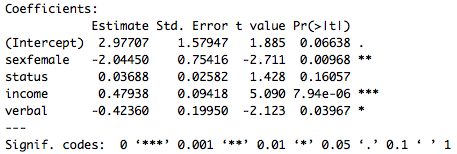 Coefficients:
            Estimate Std. Error t value Pr(>|t|)
(Intercept)  2.97707    1.57947   1.885  0.06638 .
sexfemale   -2.04450    0.75416  -2.711  0.00968 **
status       0.03688    0.02582   1.428  0.16057
income       0.47938    0.09418   5.090 7.94e-06 ***
verbal      -0.42360    0.19950  -2.123  0.03967 *
---
Signif. codes:  0 ‘***’ 0.001 ‘**’ 0.01 ‘*’ 0.05 ‘.’ 0.1 ‘ ’ 1